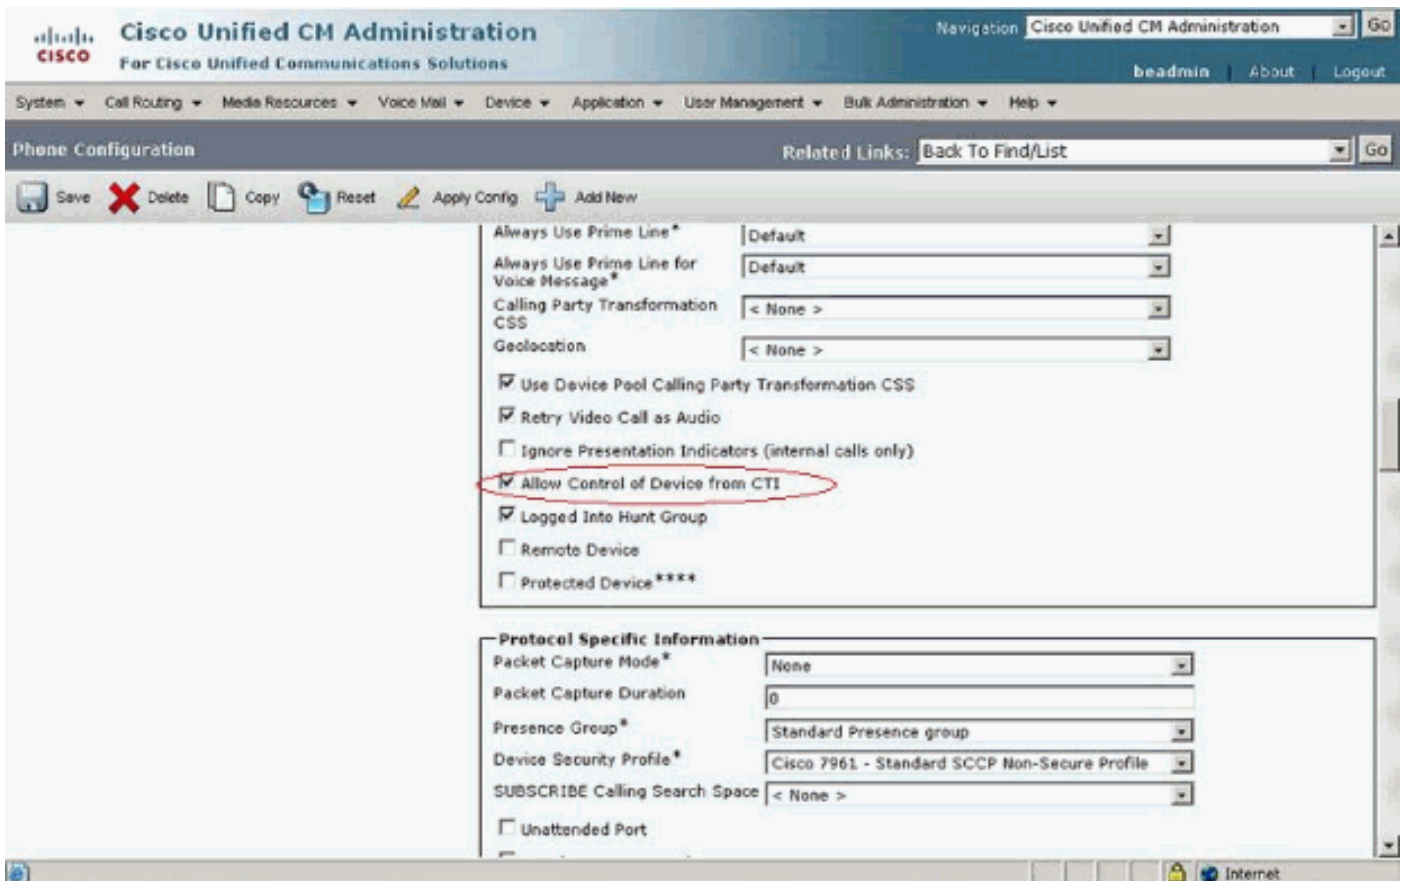 Cisco Unified CM Administration
For Cisco Unified Communications Solutions
CISCO
Navigation Cisco Unified CM Administration Go
beadmin About Logout
System Call Routing Media Resources Voice Mail Device Application User Management Bulk Administration Help
Phone Configuration
Related Links: Back To Find/List Go
Save Delete Copy Reset Apply Config Add New
Always Use Prime Line* Default
Always Use Prime Line for
Voice Message* Default
Calling Party Transformation
CSS < None >
Geolocation < None >
Use Device Pool Calling Party Transformation CSS
Retry Video Call as Audio
Ignore Presentation Indicators (internal calls only)
Allow Control of Device from CTI
Logged Into Hunt Group
Remote Device
Protected Device****
Protocol Specific Information
Packet Capture Mode* None
Packet Capture Duration 0
Presence Group* Standard Presence group
Device Security Profile* Cisco 7961 - Standard SCCP Non-Secure Profile
SUBSCRIBE Calling Search Space < None >
Unattended Port
Internet